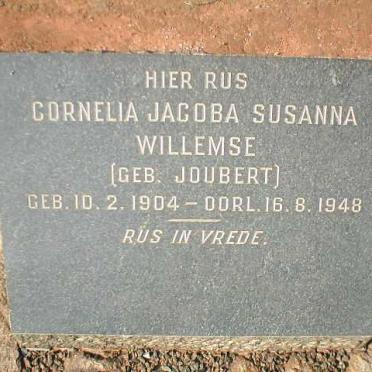 HIER RUS
CORNELIA JACOBA SUSANNA
WILLEMSE
(GEB. JOUBERT)
GEB. 10. 2. 1904 - OORL. 16. 8. 1948
RUS IN VREDE.